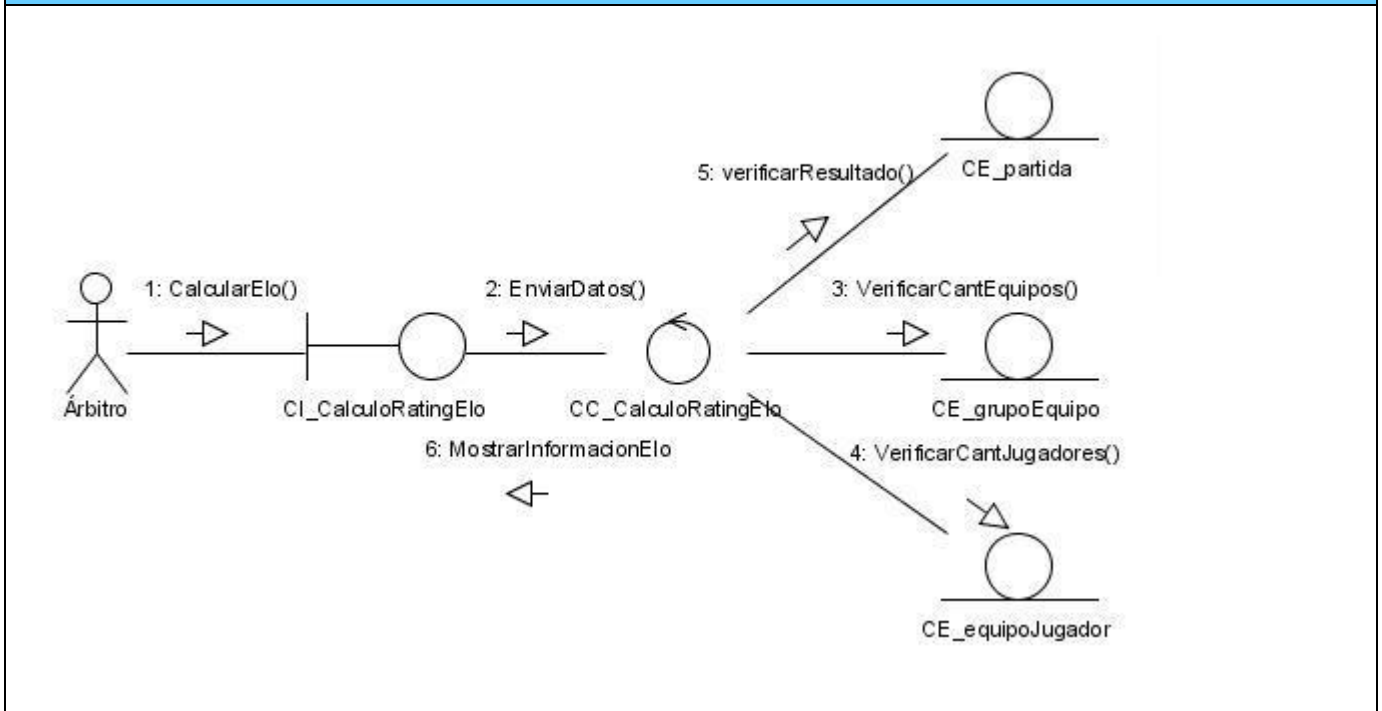 5: verificarResultado()
CE_partida
1: CalcularElo()
2: EnviarDatos()
3: VerificarCantEquipos()
Árbitro
CI_CalculoRatingElo
CC_CalculoRatingElo
CE_grupoEquipo
6: MostrarInformacionElo
4: VerificarCantJugadores()
CE_equipoJugador